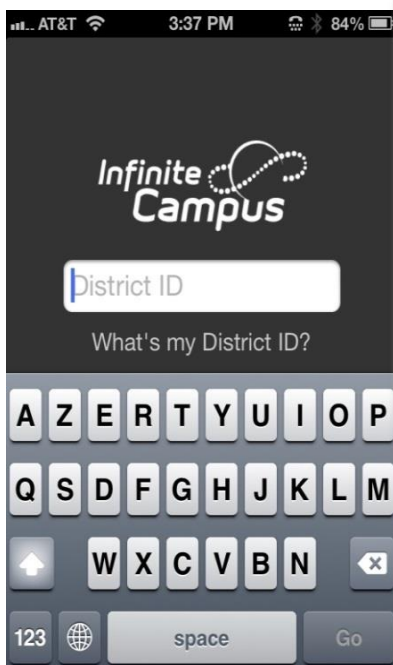 AT&T 3:37 PM 84%
Infinite
Campus
District ID
What's my District ID?
A Z E R T Y U I O P
Q S D F G H J K L M
W X C V B N
123 space Go